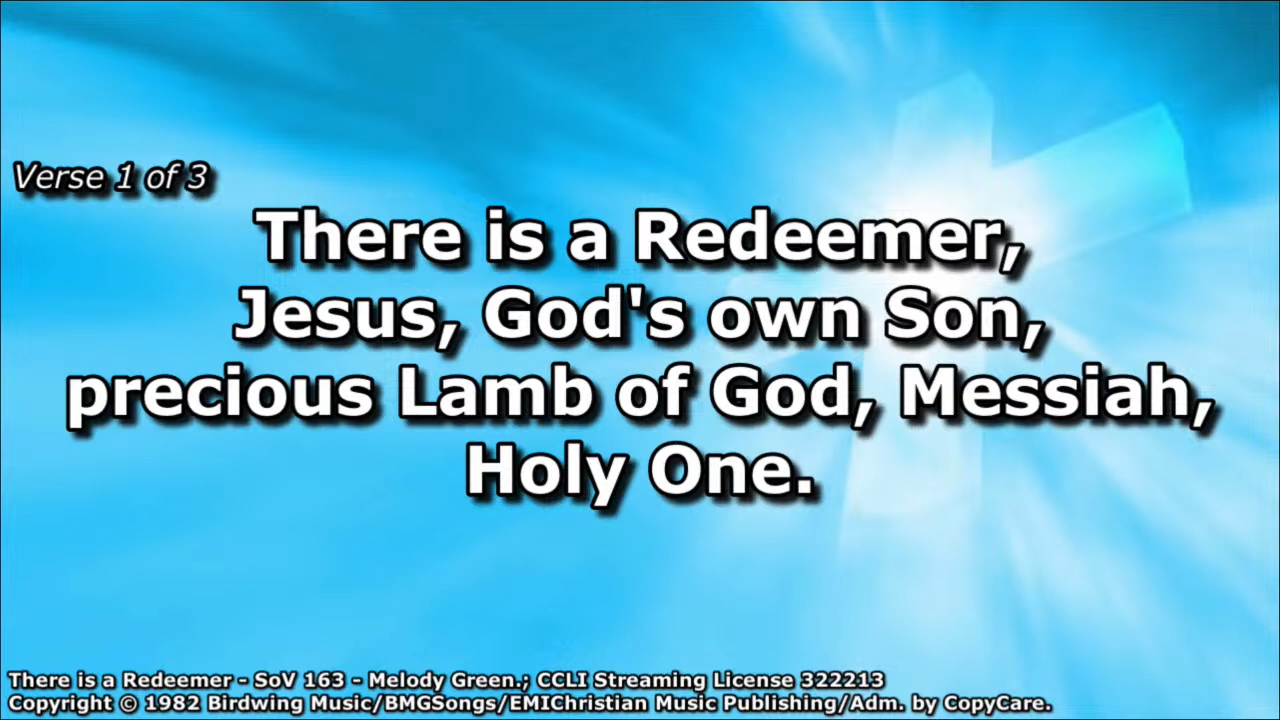 Verse 1 of 3
There is a Redeemer,
Jesus, God's own Son,
precious Lamb of God, Messiah,
Holy One.
There is a Redeemer - SoV 163 - Melody Green.; CCLI Streaming License 322213
Copyright © 1982 Birdwing Music/BMGSongs/EMIChristian Music Publishing/Adm. by CopyCare.